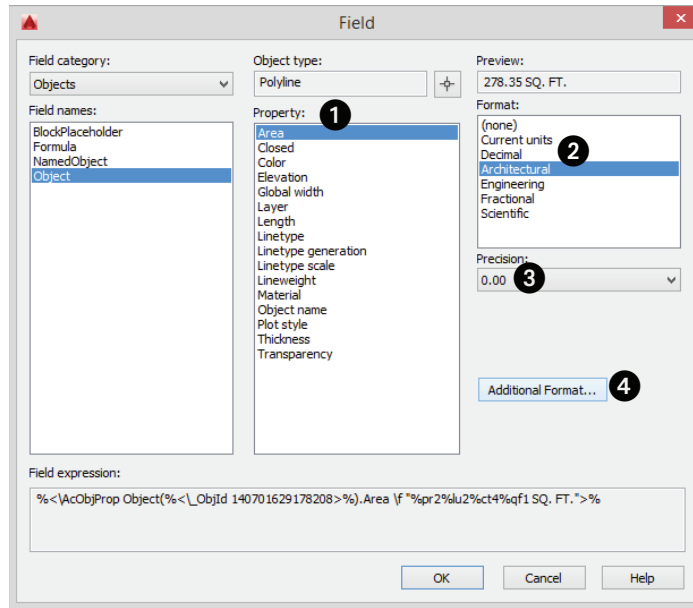 Field
Field category:
Objects
Field names:
BlockPlaceholder
Formula
NamedObject
Object
Object type:
Polyline
Property: 1
Area
Closed
Color
Elevation
Global width
Layer
Length
Linetype
Linetype generation
Linetype scale
Lineweight
Material
Object name
Plot style
Thickness
Transparency
Preview:
278.35 SQ. FT.
Format:
(none)
Current units
2
Decimal
Architectural
Engineering
Fractional
Scientific
Precision:
0.00 3
Additional Format... 4
Field expression:
%<\AcObjProp Object(%<\_ObjId 140701629178208>%).Area \f "%pr2%lu2%ct4%qf1 SQ. FT.">%
OK Cancel Help